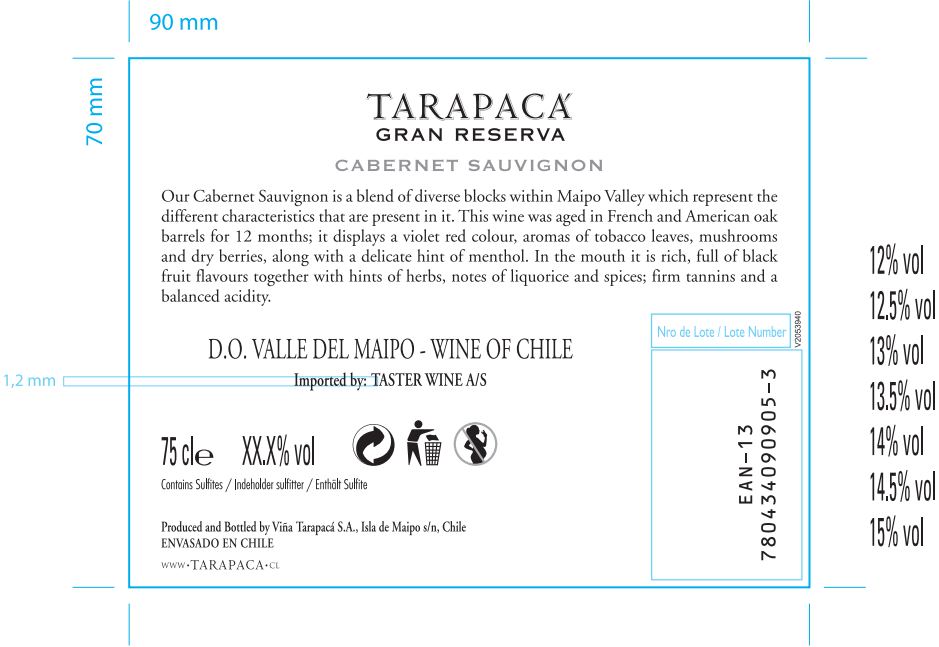 90 mm
70 mm
TARAPACÁ
GRAN RESERVA
CABERNET SAUVIGNON
Our Cabernet Sauvignon is a blend of diverse blocks within Maipo Valley which represent the
different characteristics that are present in it. This wine was aged in French and American oak
barrels for 12 months; it displays a violet red colour, aromas of tobacco leaves, mushrooms
and dry berries, along with a delicate hint of menthol. In the mouth it is rich, full of black
fruit flavours together with hints of herbs, notes of liquorice and spices; firm tannins and a
balanced acidity.
D.O. VALLE DEL MAIPO - WINE OF CHILE
1,2 mm
Imported by: TASTER WINE A/S
75 cl e XX.X% vol
Contains Sulfites / Indeholder sulfitter / Enthält Sulfite
Produced and Bottled by Viña Tarapacá S.A., Isla de Maipo s/n, Chile
ENVASADO EN CHILE
WWW•TARAPACA•CL
Nro de Lote / Lote Number
V2053940
EAN-13
780434090905-3
12% vol
12.5% vol
13% vol
13.5% vol
14% vol
14.5% vol
15% vol